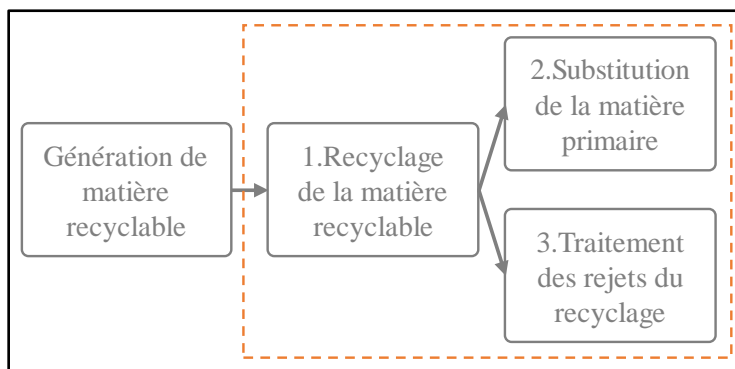 Génération de
matière
recyclable
1.Recyclage
de la matière
recyclable
2.Substitution
de la matière
primaire
3.Traitement
des rejets du
recyclage